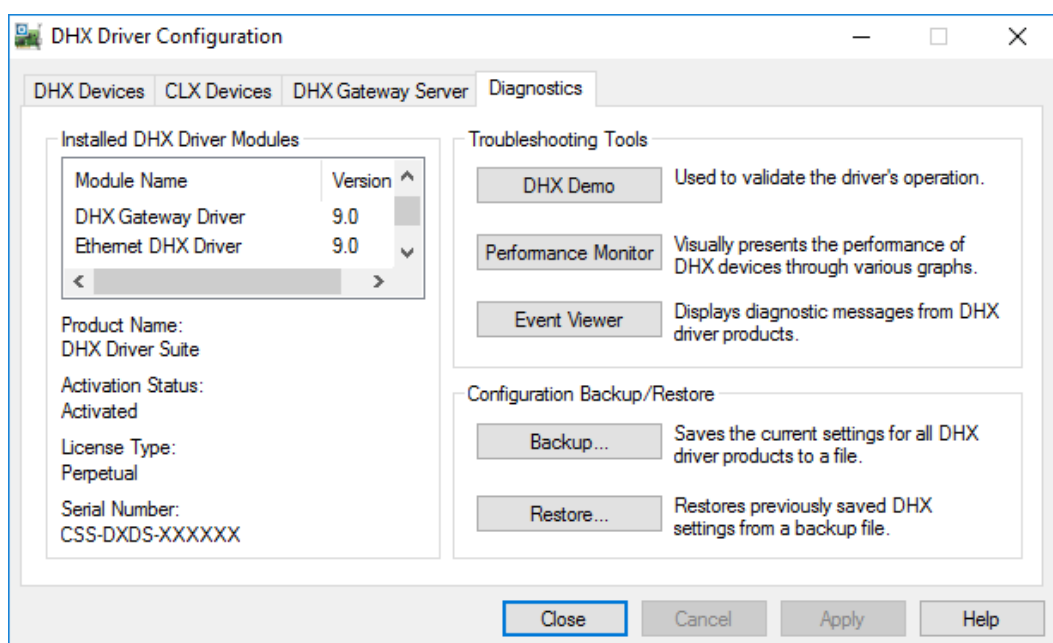 DHX Driver Configuration
DHX Devices CLX Devices DHX Gateway Server Diagnostics
Installed DHX Driver Modules
Module Name Version
DHX Gateway Driver 9.0
Ethernet DHX Driver 9.0
Product Name:
DHX Driver Suite
Activation Status:
Activated
License Type:
Perpetual
Serial Number:
CSS-DXDS-XXXXXX
Troubleshooting Tools
DHX Demo
Used to validate the driver's operation.
Performance Monitor
Visually presents the performance of
DHX devices through various graphs.
Event Viewer
Displays diagnostic messages from DHX
driver products.
Configuration Backup/Restore
Backup...
Saves the current settings for all DHX
driver products to a file.
Restore...
Restores previously saved DHX
settings from a backup file.
Close Cancel Apply Help